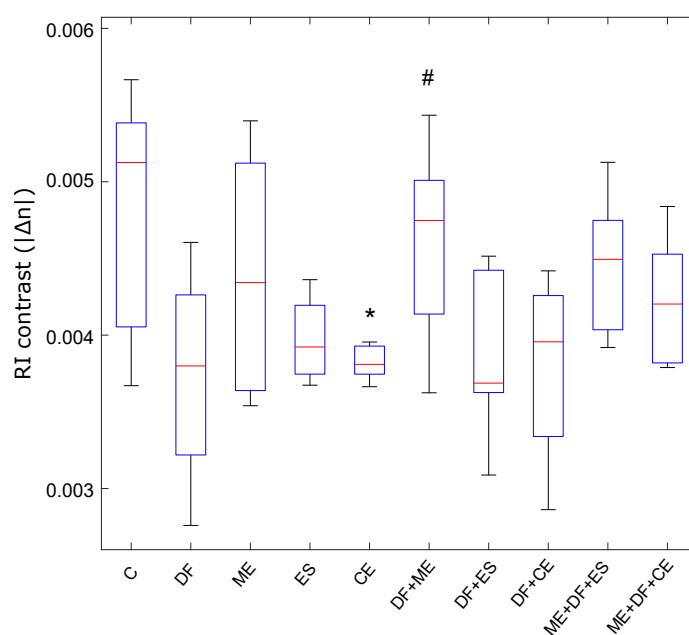 0.006
0.005
0.004
0.003
RI contrast (|Δn|)
*
#
C
DF
ME
ES
CE
DF+ME
DF+ES
DF+CE
ME+DF+ES
ME+DF+CE